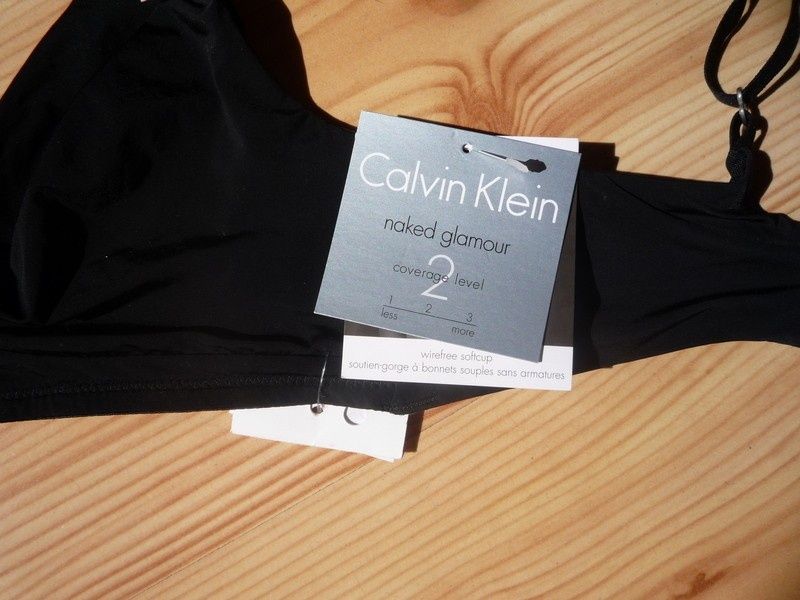 Calvin Klein
naked glamour
2
coverage level
1 2 3
less more
wirefree softcup
soutien-gorge à bonnets souples sans armatures